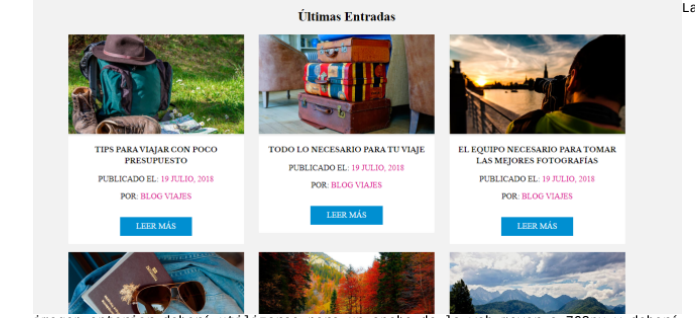 La
Últimas Entradas
TIPS PARA VIAJAR CON POCO
PRESUPUESTO
PUBLICADO EL: 19 JULIO, 2018
POR: BLOG VIAJES
LEER MÁS
TODO LO NECESARIO PARA TU VIAJE
PUBLICADO EL: 19 JULIO, 2018
POR: BLOG VIAJES
LEER MÁS
EL EQUIPO NECESARIO PARA TOMAR
LAS MEJORES FOTOGRAFÍAS
PUBLICADO EL: 19 JULIO, 2018
POR: BLOG VIAJES
LEER MÁS